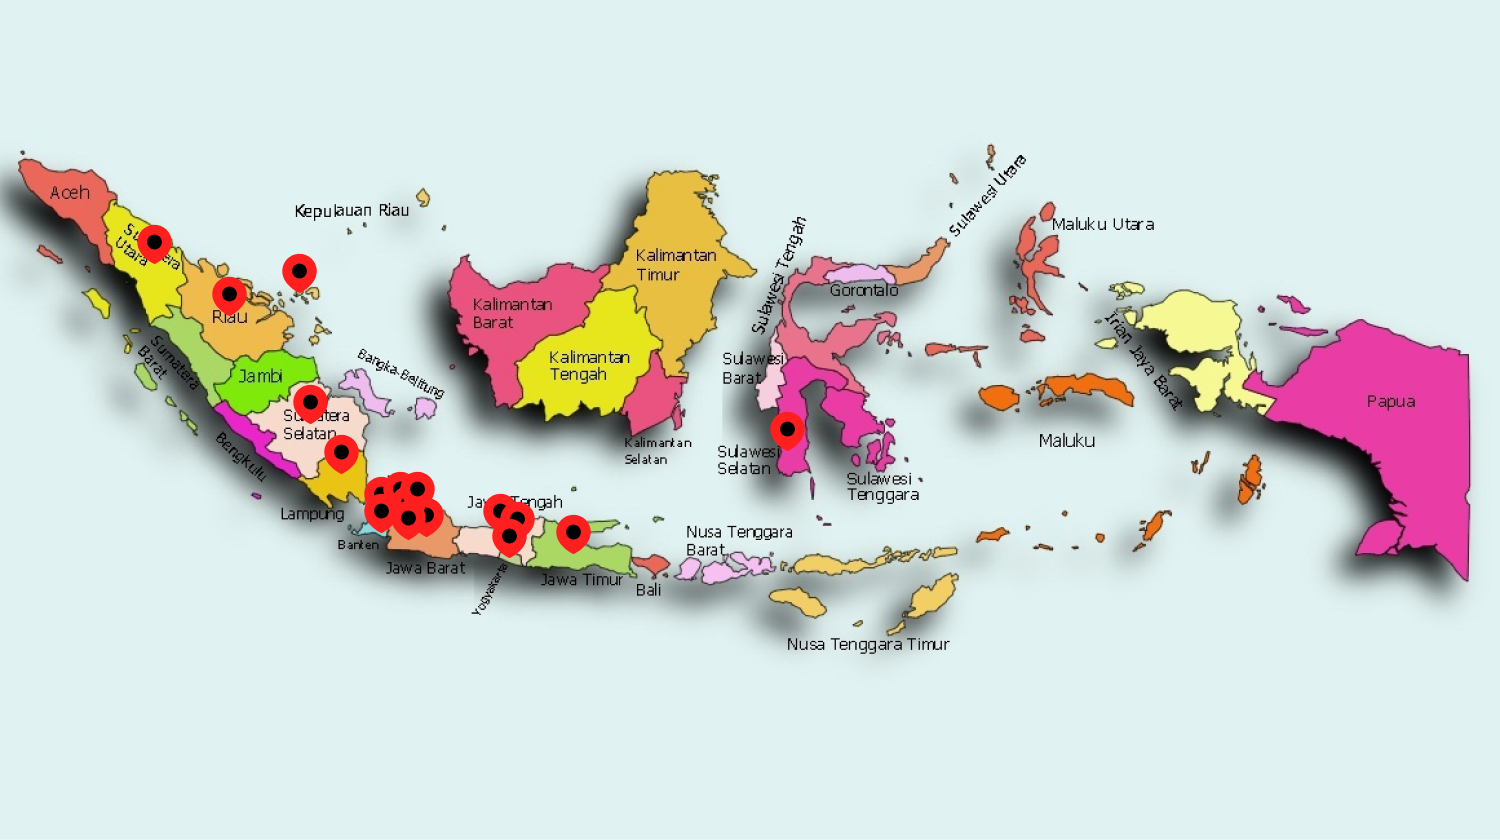 Aceh
Sumatera
Utara
Kepulauan Riau
Riau
Sumatera
Barat
Jambi
Bangka-Belitung
Sumatera
Selatan
Bengkulu
Lampung
Banten
Jawa Barat
Jawa Tengah
Yogyakarta
Jawa Timur
Bali
Kalimantan
Barat
Kalimantan
Tengah
Kalimantan
Timur
Kalimantan
Selatan
Sulawesi Tengah
Gorontalo
Sulawesi Utara
Sulawesi
Barat
Sulawesi
Selatan
Sulawesi
Tenggara
Nusa Tenggara
Barat
Nusa Tenggara Timur
Maluku Utara
Maluku
Irian Jaya Barat
Papua